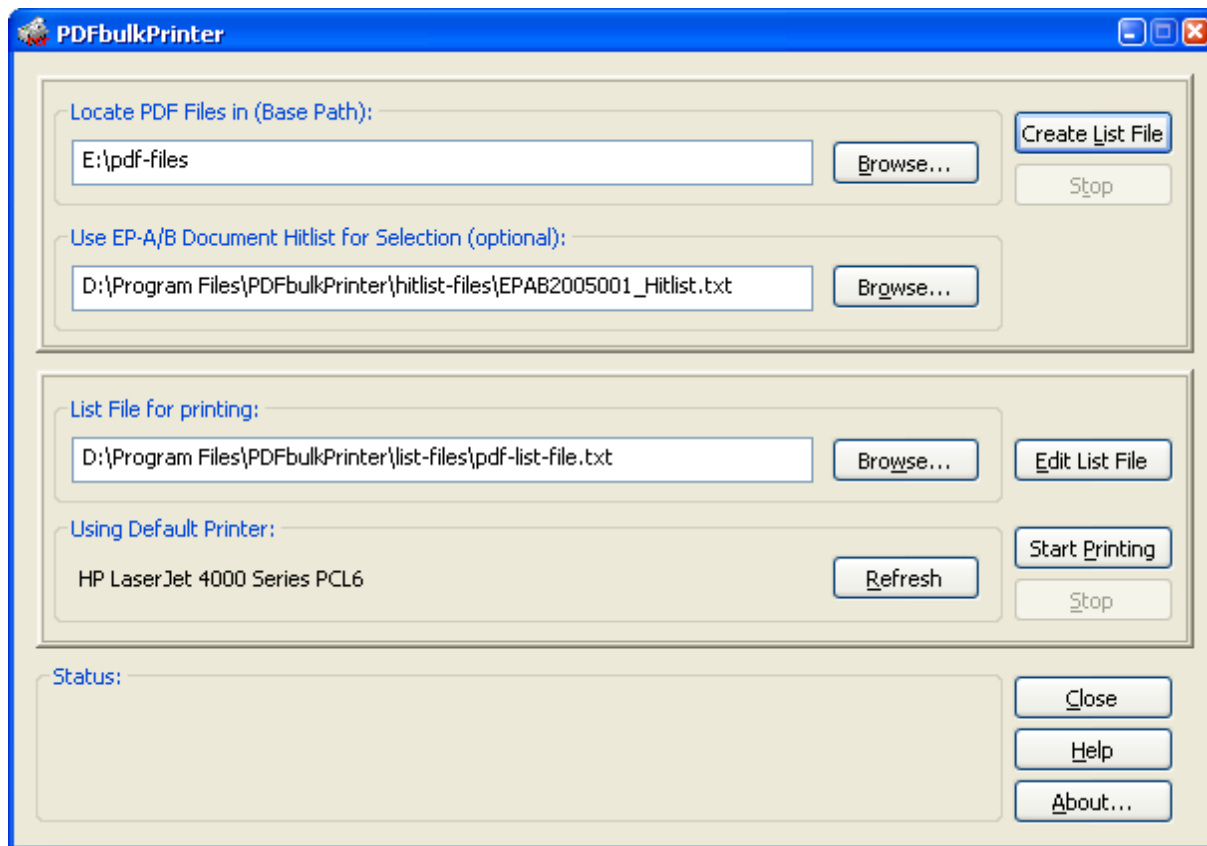 PDFbulkPrinter
Locate PDF Files in (Base Path):
E:\pdf-files
Browse...
Create List File
Stop
Use EP-A/B Document Hitlist for Selection (optional):
D:\Program Files\PDFbulkPrinter\hitlist-files\EPAB2005001_Hitlist.txt
Browse...
List File for printing:
D:\Program Files\PDFbulkPrinter\list-files\pdf-list-file.txt
Browse...
Edit List File
Using Default Printer:
HP LaserJet 4000 Series PCL6
Refresh
Start Printing
Stop
Status:
Close
Help
About...